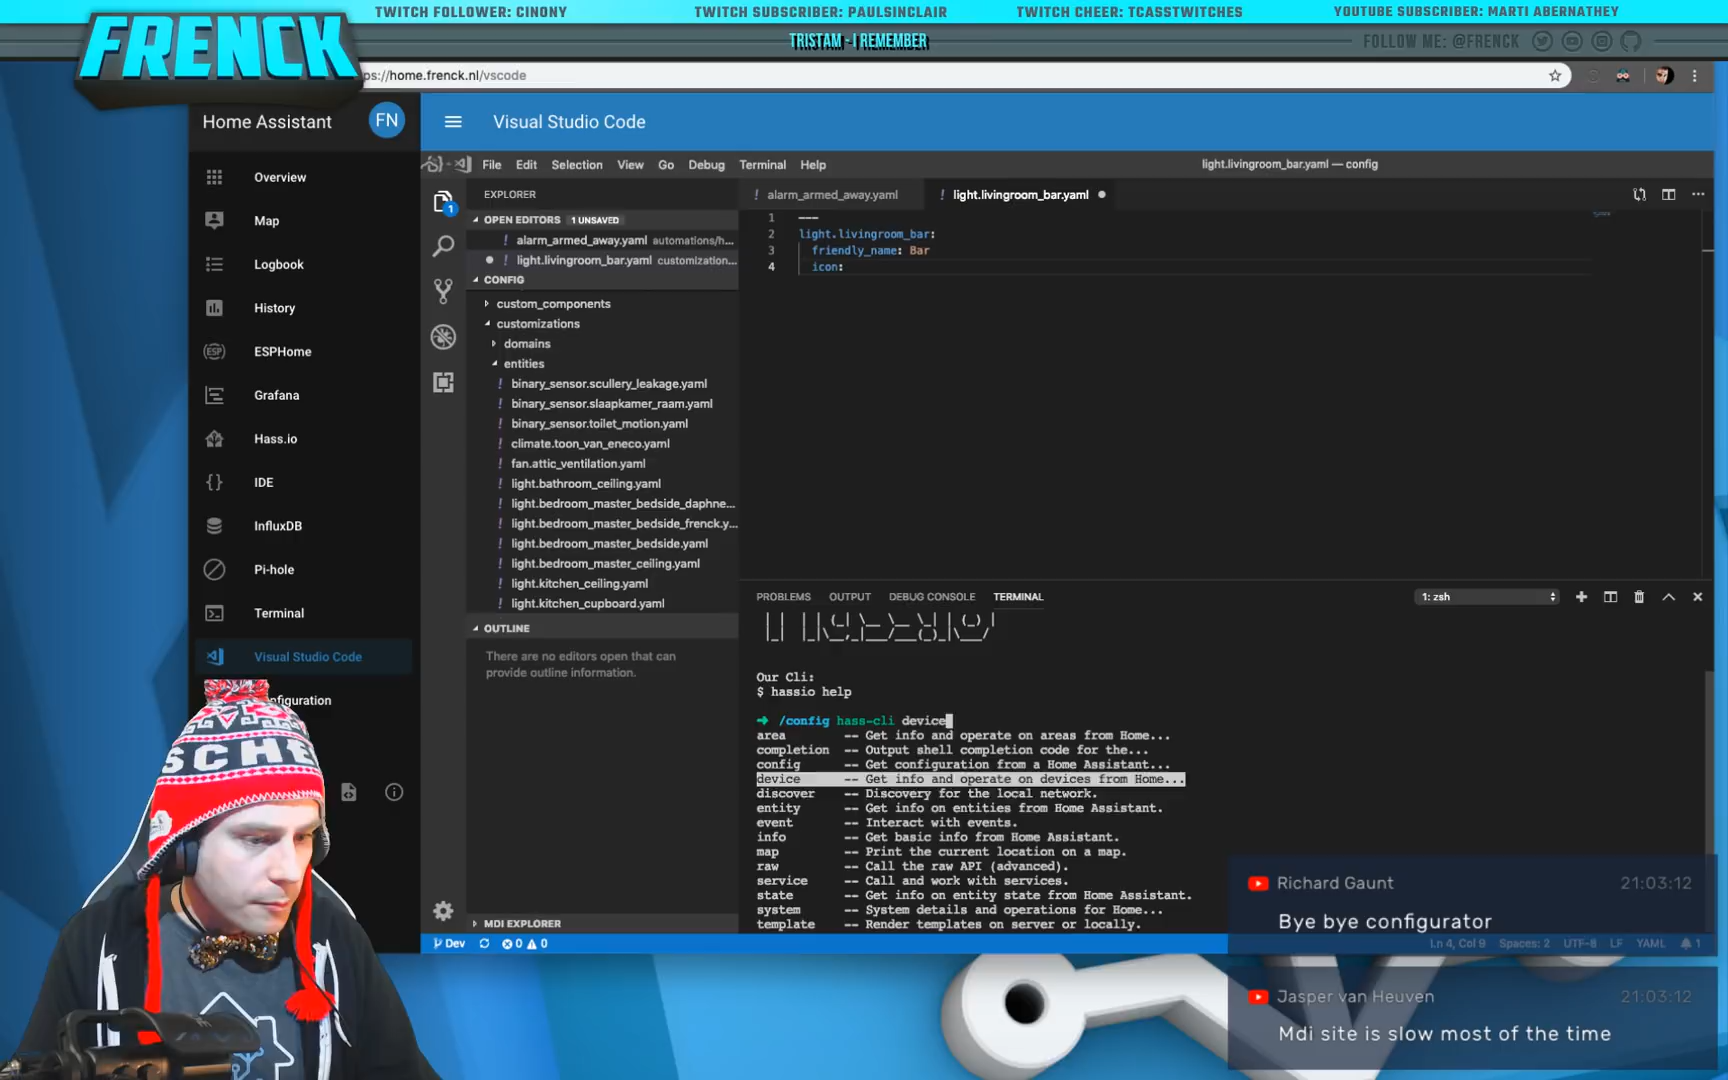 TWITCH FOLLOWER: CINONY
TWITCH SUBSCRIBER: PAULSINCLAIR
TWITCH CHEER: TCASSTWITCHES
YOUTUBE SUBSCRIBER: MARTI ABERNATHEY
FRENCK
TRISTAM - I REMEMBER
FOLLOW ME: @FRENCK
ps://home.frenck.nl/vscode
Home Assistant
FN
Visual Studio Code
Overview
Map
Logbook
History
ESPHome
Grafana
Hass.io
IDE
InfluxDB
Pi-hole
Terminal
Visual Studio Code
nfiguration
File Edit Selection View Go Debug Terminal Help
light.livingroom_bar.yaml — config
EXPLORER
OPEN EDITORS 1 UNSAVED
! alarm_armed_away.yaml automations/h...
! light.livingroom_bar.yaml customization...
CONFIG
custom_components
customizations
domains
entities
! binary_sensor.scullery_leakage.yaml
! binary_sensor.slaapkamer_raam.yaml
! binary_sensor.toilet_motion.yaml
! climate.toon_van_eneco.yaml
! fan.attic_ventilation.yaml
! light.bathroom_ceiling.yaml
! light.bedroom_master_bedside_daphne...
! light.bedroom_master_bedside_frenck.y...
! light.bedroom_master_bedside.yaml
! light.bedroom_master_ceiling.yaml
! light.kitchen_ceiling.yaml
! light.kitchen_cupboard.yaml
OUTLINE
There are no editors open that can
provide outline information.
MDI EXPLORER
! alarm_armed_away.yaml
! light.livingroom_bar.yaml
1 ---
2 light.livingroom_bar:
3 friendly_name: Bar
4 icon:
PROBLEMS OUTPUT DEBUG CONSOLE TERMINAL
1: zsh
Our Cli:
$ hassio help
➜ /config hass-cli device
area -- Get info and operate on areas from Home...
completion -- Output shell completion code for the...
config -- Get configuration from a Home Assistant...
device -- Get info and operate on devices from Home...
discover -- Discovery for the local network.
entity -- Get info on entities from Home Assistant.
event -- Interact with events.
info -- Get basic info from Home Assistant.
map -- Print the current location on a map.
raw -- Call the raw API (advanced).
service -- Call and work with services.
state -- Get info on entity state from Home Assistant.
system -- System details and operations for Home...
template -- Render templates on server or locally.
Dev 0 0
Ln 4, Col 9 Spaces: 2 UTF-8 LF YAML 1
Richard Gaunt 21:03:12
Bye bye configurator
Jasper van Heuven 21:03:12
Mdi site is slow most of the time
SCHE